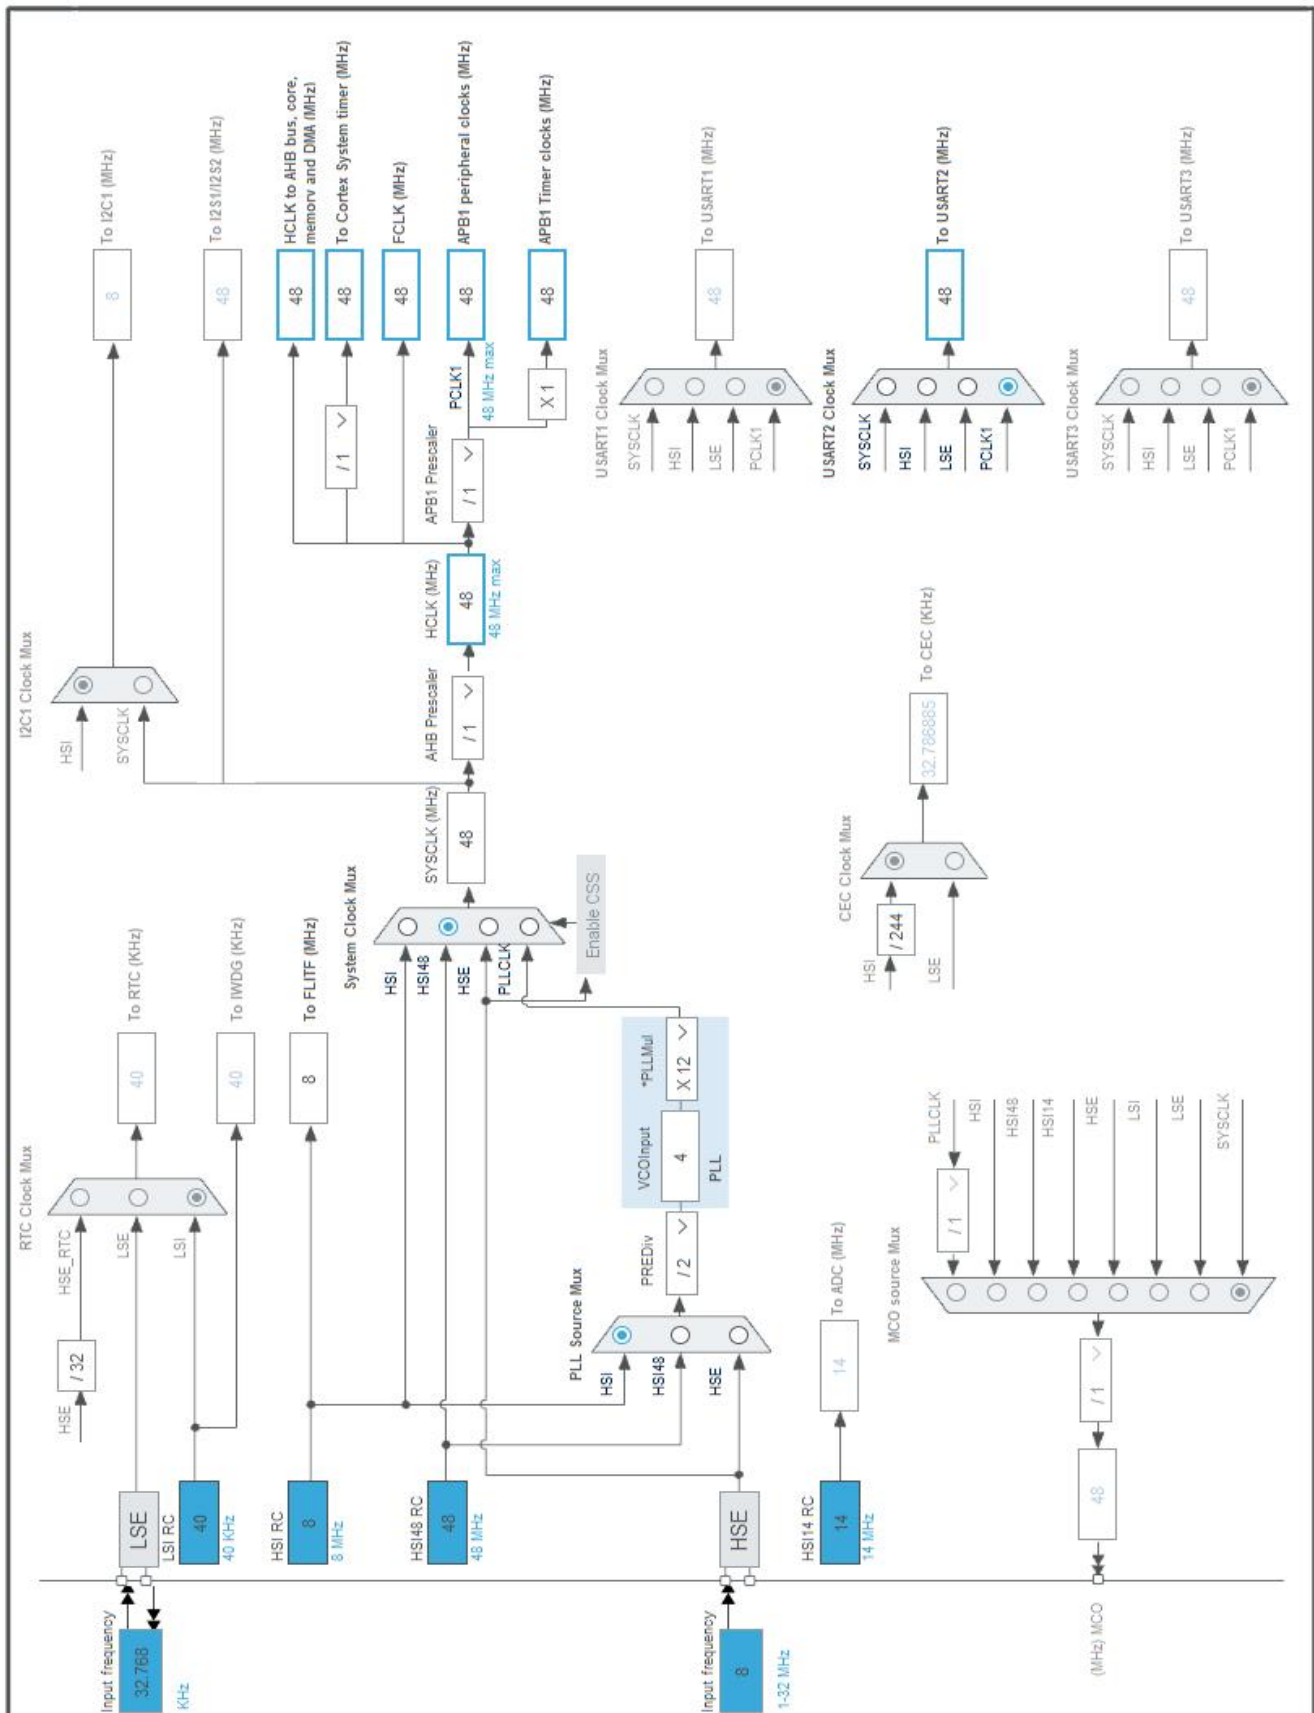 RTC Clock Mux
HSE
/ 32
HSE_RTC
LSE
LSI
40
To RTC (KHz)
40
To IWDG (KHz)
8
To FLITF (MHz)
Input frequency
32.768
KHz
LSE
LSI RC
40
40 KHz
HSI RC
8
8 MHz
HSI48 RC
48
48 MHz
Input frequency
8
1-32 MHz
HSE
HSI14 RC
14
14 MHz
14
To ADC (MHz)
PLL Source Mux
HSI
HSI48
HSE
PREDiv
/ 2
VCOInput
4
*PLLMul
X 12
PLL
System Clock Mux
HSI
HSI48
HSE
PLLCLK
Enable CSS
SYSCLK (MHz)
48
AHB Prescaler
/ 1
HCLK (MHz)
48
48 MHz max
APB1 Prescaler
/ 1
PCLK1
48 MHz max
/ 1
X 1
I2C1 Clock Mux
HSI
SYSCLK
8
To I2C1 (MHz)
48
To I2S1/I2S2 (MHz)
48
HCLK to AHB bus, core,
memory and DMA (MHz)
48
To Cortex System timer (MHz)
48
FCLK (MHz)
48
APB1 peripheral clocks (MHz)
48
APB1 Timer clocks (MHz)
USART1 Clock Mux
SYSCLK
HSI
LSE
PCLK1
48
To USART1 (MHz)
USART2 Clock Mux
SYSCLK
HSI
LSE
PCLK1
48
To USART2 (MHz)
USART3 Clock Mux
SYSCLK
HSI
LSE
PCLK1
48
To USART3 (MHz)
CEC Clock Mux
HSI
/ 244
LSE
32.786885
To CEC (KHz)
MCO source Mux
PLLCLK
/ 1
HSI
HSI48
HSI14
HSE
LSI
LSE
SYSCLK
/ 1
48
(MHz) MCO